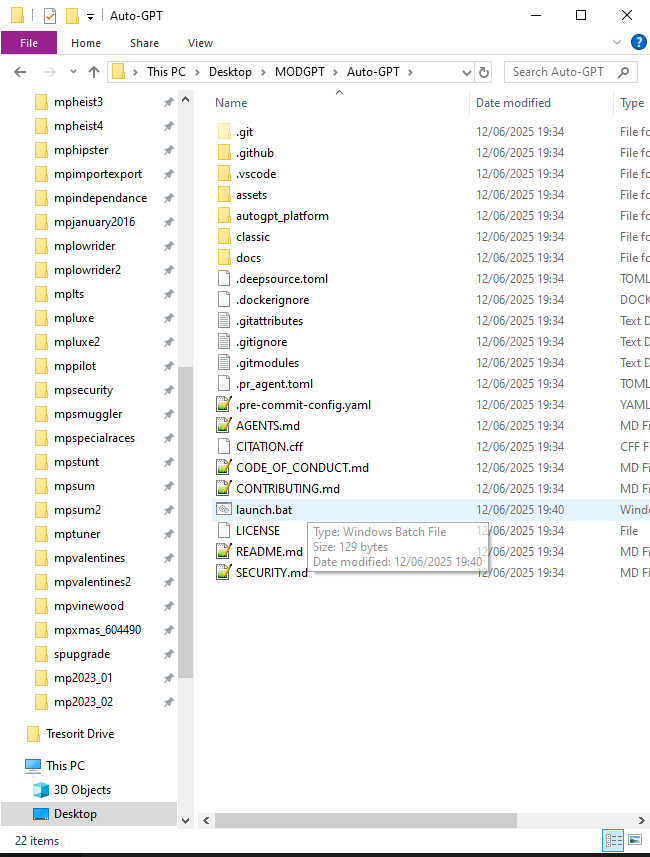 Auto-GPT
File Home Share View
This PC Desktop MODGPT Auto-GPT Search Auto-GPT
mpheist3
mpheist4
mphipster
mpimportexport
mpindependance
mpjanuary2016
mplowrider
mplowrider2
mplts
mpluxe
mpluxe2
mppilot
mpsecurity
mpsmuggler
mpspecialraces
mpstunt
mpsum
mpsum2
mptuner
mpvalentines
mpvalentines2
mpvinewood
mpxmas_604490
spupgrade
mp2023_01
mp2023_02
Tresorit Drive
This PC
3D Objects
Desktop
Name Date modified Type
.git 12/06/2025 19:34 File fo
.github 12/06/2025 19:34 File fo
.vscode 12/06/2025 19:34 File fo
assets 12/06/2025 19:34 File fo
autogpt_platform 12/06/2025 19:34 File fo
classic 12/06/2025 19:34 File fo
docs 12/06/2025 19:34 File fo
.deepsource.toml 12/06/2025 19:34 TOML
.dockerignore 12/06/2025 19:34 DOCK
.gitattributes 12/06/2025 19:34 Text D
.gitignore 12/06/2025 19:34 Text D
.gitmodules 12/06/2025 19:34 Text D
.pr_agent.toml 12/06/2025 19:34 TOML
.pre-commit-config.yaml 12/06/2025 19:34 YAML
AGENTS.md 12/06/2025 19:34 MD Fi
CITATION.cff 12/06/2025 19:34 CFF F
CODE_OF_CONDUCT.md 12/06/2025 19:34 MD Fi
CONTRIBUTING.md 12/06/2025 19:34 MD Fi
launch.bat 12/06/2025 19:40 Windo
LICENSE 12/06/2025 19:34 File
README.md 12/06/2025 19:34 MD Fi
SECURITY.md 12/06/2025 19:34 MD Fi
Type: Windows Batch File
Size: 129 bytes
Date modified: 12/06/2025 19:40
22 items